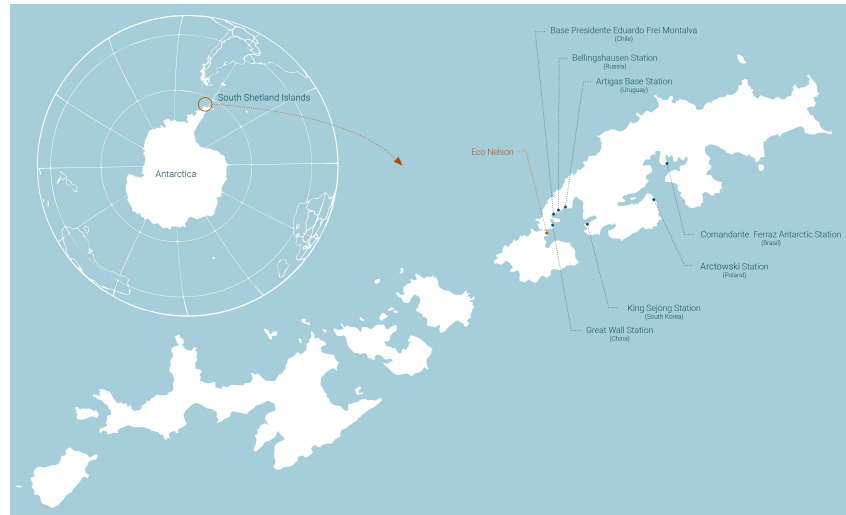 Base Presidente Eduardo Frei Montalva
(Chile)
Bellingshausen Station
(Russia)
Artigas Base Station
(Uruguay)
South Shetland Islands
Eco Nelson
Antarctica
Comandante Ferraz Antarctic Station
(Brasil)
Arctowski Station
(Poland)
King Sejong Station
(South Korea)
Great Wall Station
(China)